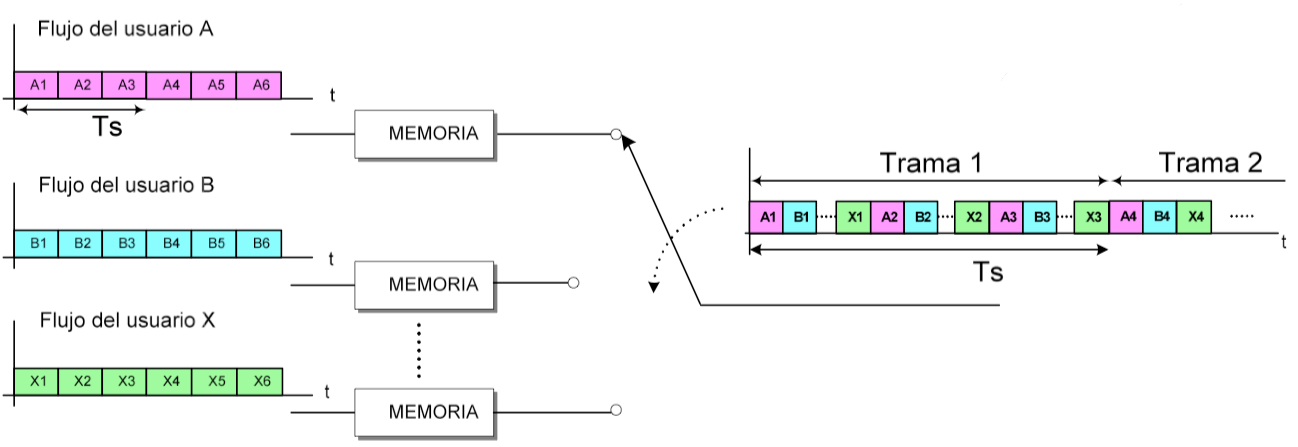 Flujo del usuario A
A1 A2 A3 A4 A5 A6
t
Ts
MEMORIA
Flujo del usuario B
B1 B2 B3 B4 B5 B6
t
MEMORIA
Flujo del usuario X
X1 X2 X3 X4 X5 X6
t
MEMORIA
Trama 1 Trama 2
A1 B1 X1 A2 B2 X2 A3 B3 X3 A4 B4 X4
t
Ts